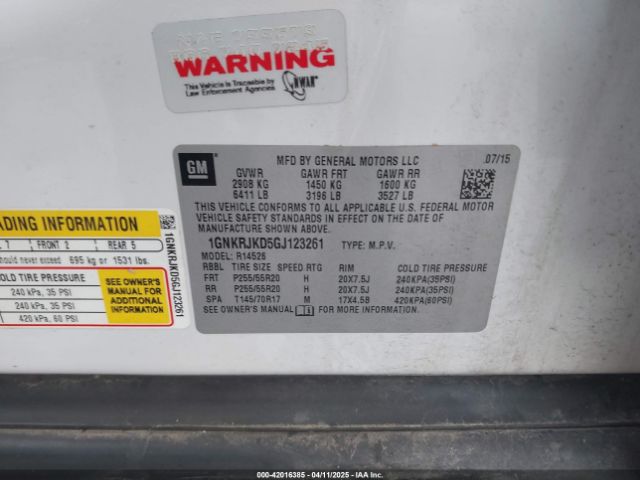 WARNING
This Vehicle is Traceable by
Law Enforcement Agencies
NWAR
GM
MFD BY GENERAL MOTORS LLC
07/15
GVWR GAWR FRT GAWR RR
2908 KG 1450 KG 1600 KG
6411 LB 3196 LB 3527 LB
THIS VEHICLE CONFORMS TO ALL APPLICABLE U.S. FEDERAL MOTOR
VEHICLE SAFETY STANDARDS IN EFFECT ON THE DATE OF
MANUFACTURE SHOWN ABOVE.
1GNKRJKD5GJ123261 TYPE: M.P.V.
MODEL: R14526
RBBL TIRE SIZE SPEED RTG RIM COLD TIRE PRESSURE
FRT P255/55R20 H 20X7.5J 240KPA(35PSI)
RR P255/55R20 H 20X7.5J 240KPA(35PSI)
SPA T145/70R17 M 17X4.5B 420KPA(60PSI)
SEE OWNER'S MANUAL FOR MORE INFORMATION.
ADING INFORMATION
7 FRONT 2 REAR 5
hould never exceed 695 kg or 1531 lbs.
COLD TIRE PRESSURE
240 kPa, 35 PSI
240 kPa, 35 PSI
420 kPa, 60 PSI
SEE OWNER'S
MANUAL FOR
ADDITIONAL
INFORMATION
1GNKRJKD5GJ123261
000-42016385 - 04/11/2025 - IAAI.COM